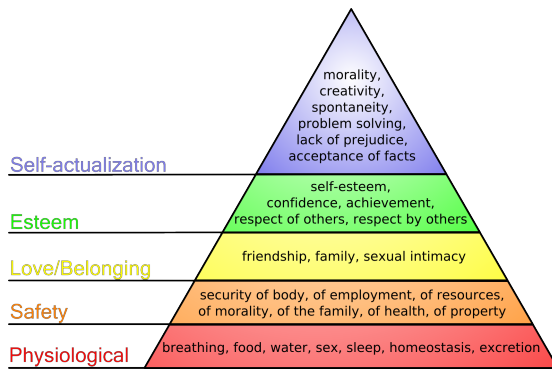 morality,
creativity,
spontaneity,
problem solving,
lack of prejudice,
acceptance of facts
Self-actualization
self-esteem,
confidence, achievement,
respect of others, respect by others
Esteem
friendship, family, sexual intimacy
Love/Belonging
security of body, of employment, of resources,
of morality, of the family, of health, of property
Safety
breathing, food, water, sex, sleep, homeostasis, excretion
Physiological